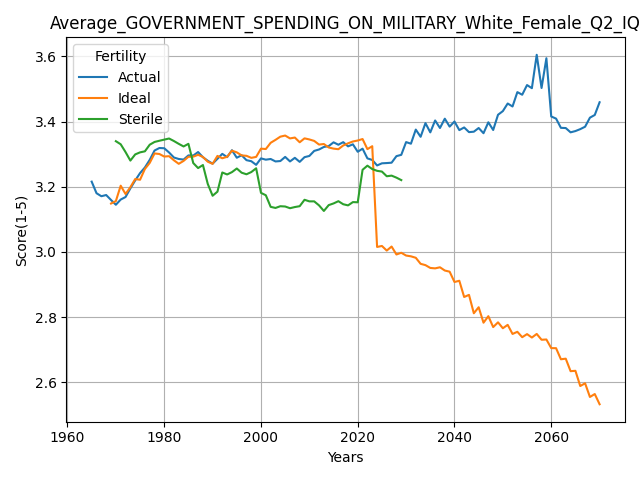 Average_GOVERNMENT_SPENDING_ON_MILITARY_White_Female_Q2_IQ
Fertility
Actual
Ideal
Sterile
Score(1-5)
3.6
3.4
3.2
3.0
2.8
2.6
1960 1980 2000 2020 2040 2060
Years